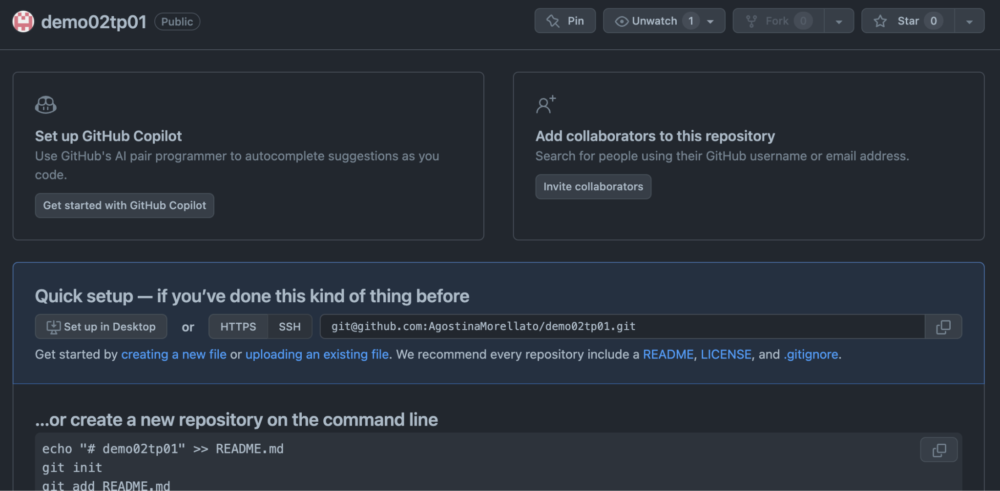 demo02tp01 Public Pin Unwatch 1 Fork 0 Star 0
Set up GitHub Copilot
Use GitHub's AI pair programmer to autocomplete suggestions as you
code.
Get started with GitHub Copilot
Add collaborators to this repository
Search for people using their GitHub username or email address.
Invite collaborators
Quick setup — if you’ve done this kind of thing before
Set up in Desktop or HTTPS SSH git@github.com:AgostinaMorellato/demo02tp01.git
Get started by creating a new file or uploading an existing file. We recommend every repository include a README, LICENSE, and .gitignore.
…or create a new repository on the command line
echo "# demo02tp01" >> README.md
git init
git add README.md